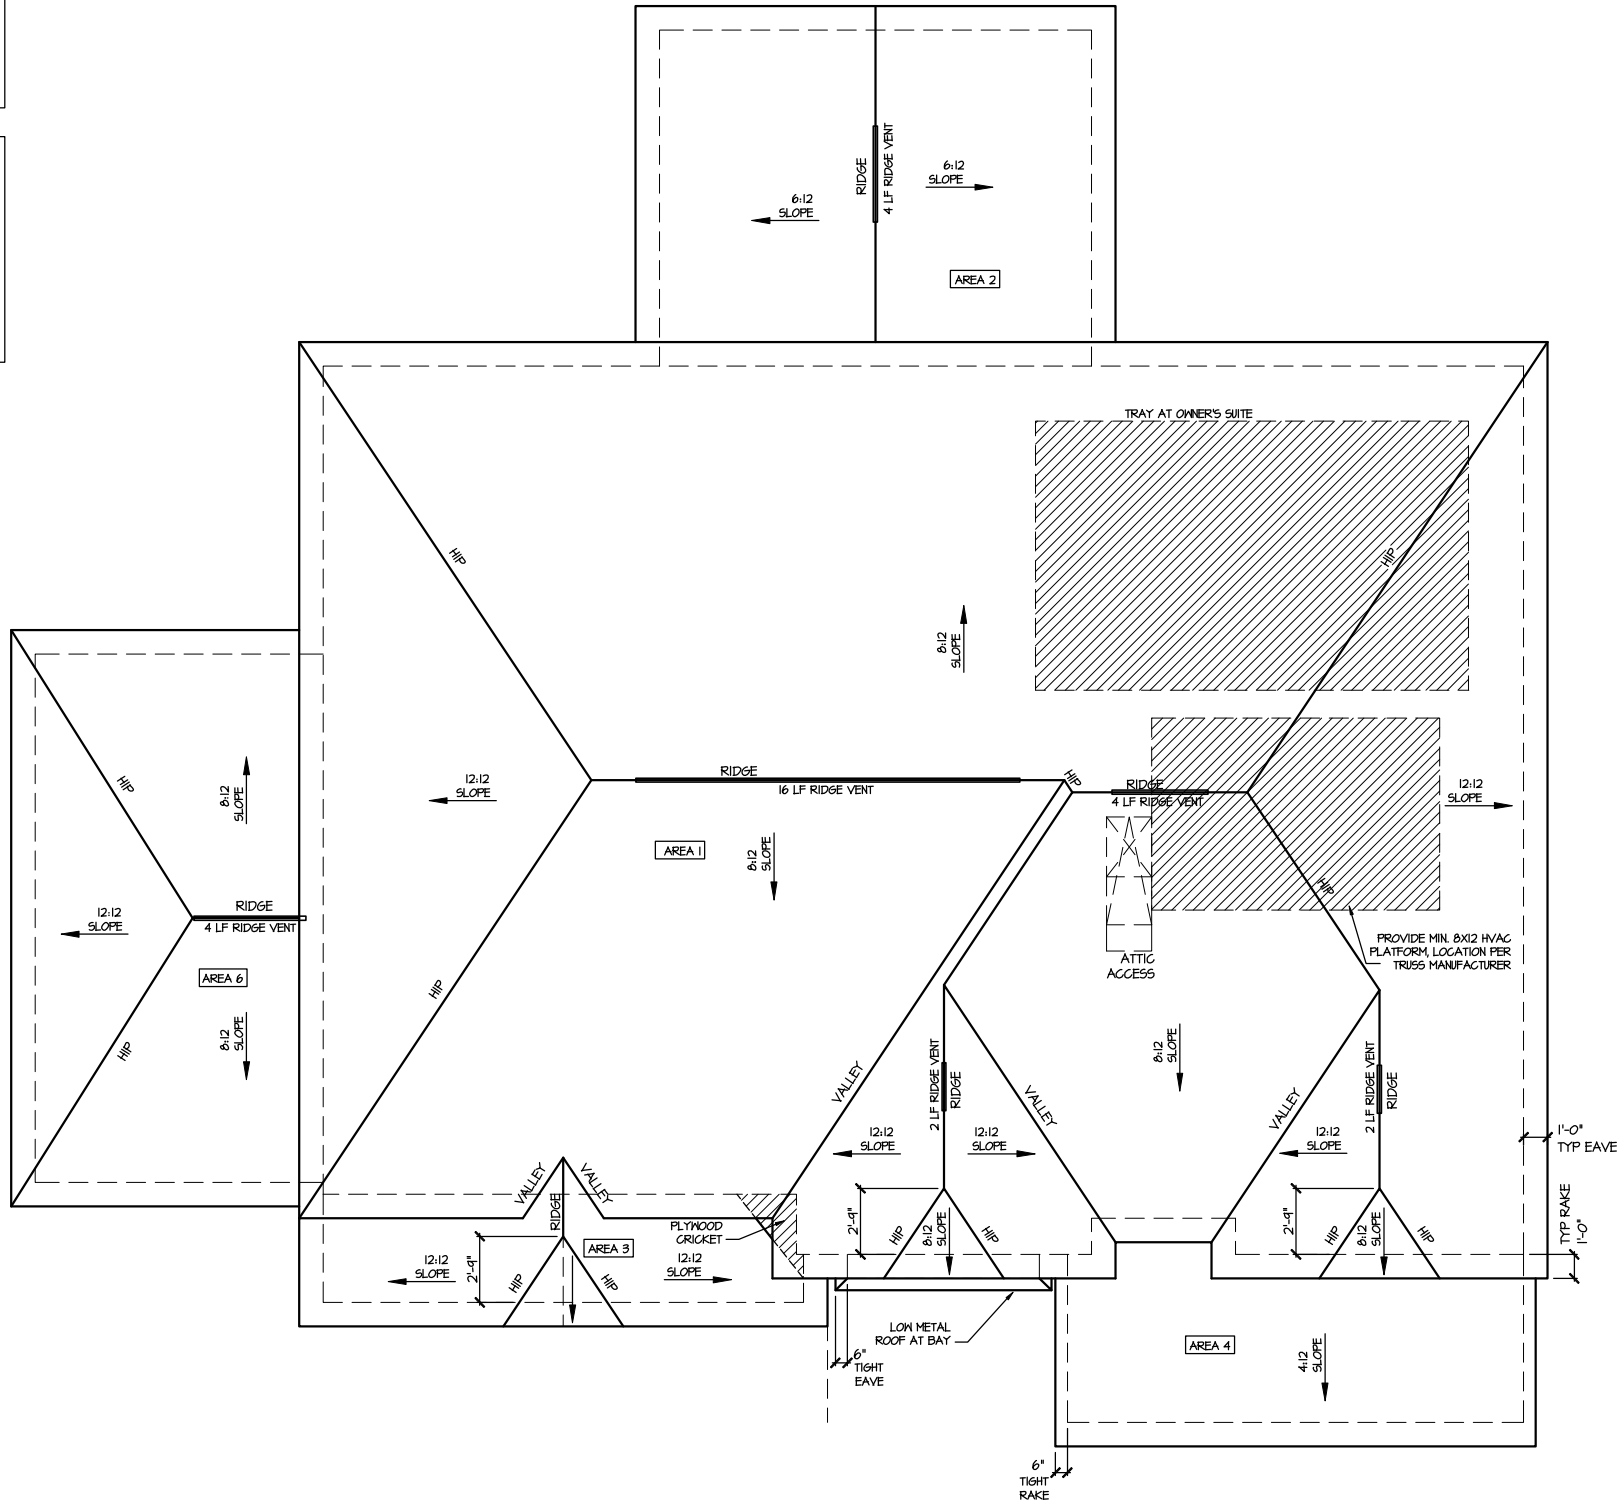 6:12
SLOPE
RIDGE
4 LF RIDGE VENT
6:12
SLOPE
AREA 2
TRAY AT OWNER'S SUITE
HIP
HIP
8:12
SLOPE
12:12
SLOPE
RIDGE
16 LF RIDGE VENT
HIP
RIDGE
4 LF RIDGE VENT
12:12
SLOPE
HIP
8:12
SLOPE
AREA 1
8:12
SLOPE
HIP
12:12
SLOPE
RIDGE
4 LF RIDGE VENT
AREA 6
HIP
8:12
SLOPE
HIP
ATTIC
ACCESS
PROVIDE MIN. 8X12 HVAC
PLATFORM, LOCATION PER
TRUSS MANUFACTURER
8:12
SLOPE
VALLEY
2 LF RIDGE VENT
RIDGE
VALLEY
VALLEY
2 LF RIDGE VENT
RIDGE
12:12
SLOPE
12:12
SLOPE
12:12
SLOPE
1'-0"
TYP EAVE
VALLEY
VALLEY
RIDGE
PLYWOOD
CRICKET
2'-9"
HIP
8:12
SLOPE
HIP
2'-9"
HIP
8:12
SLOPE
HIP
TYP RAKE
1'-0"
12:12
SLOPE
2'-9"
HIP
HIP
AREA 3
12:12
SLOPE
LOW METAL
ROOF AT BAY
6"
TIGHT
EAVE
AREA 4
4:12
SLOPE
6"
TIGHT
RAKE